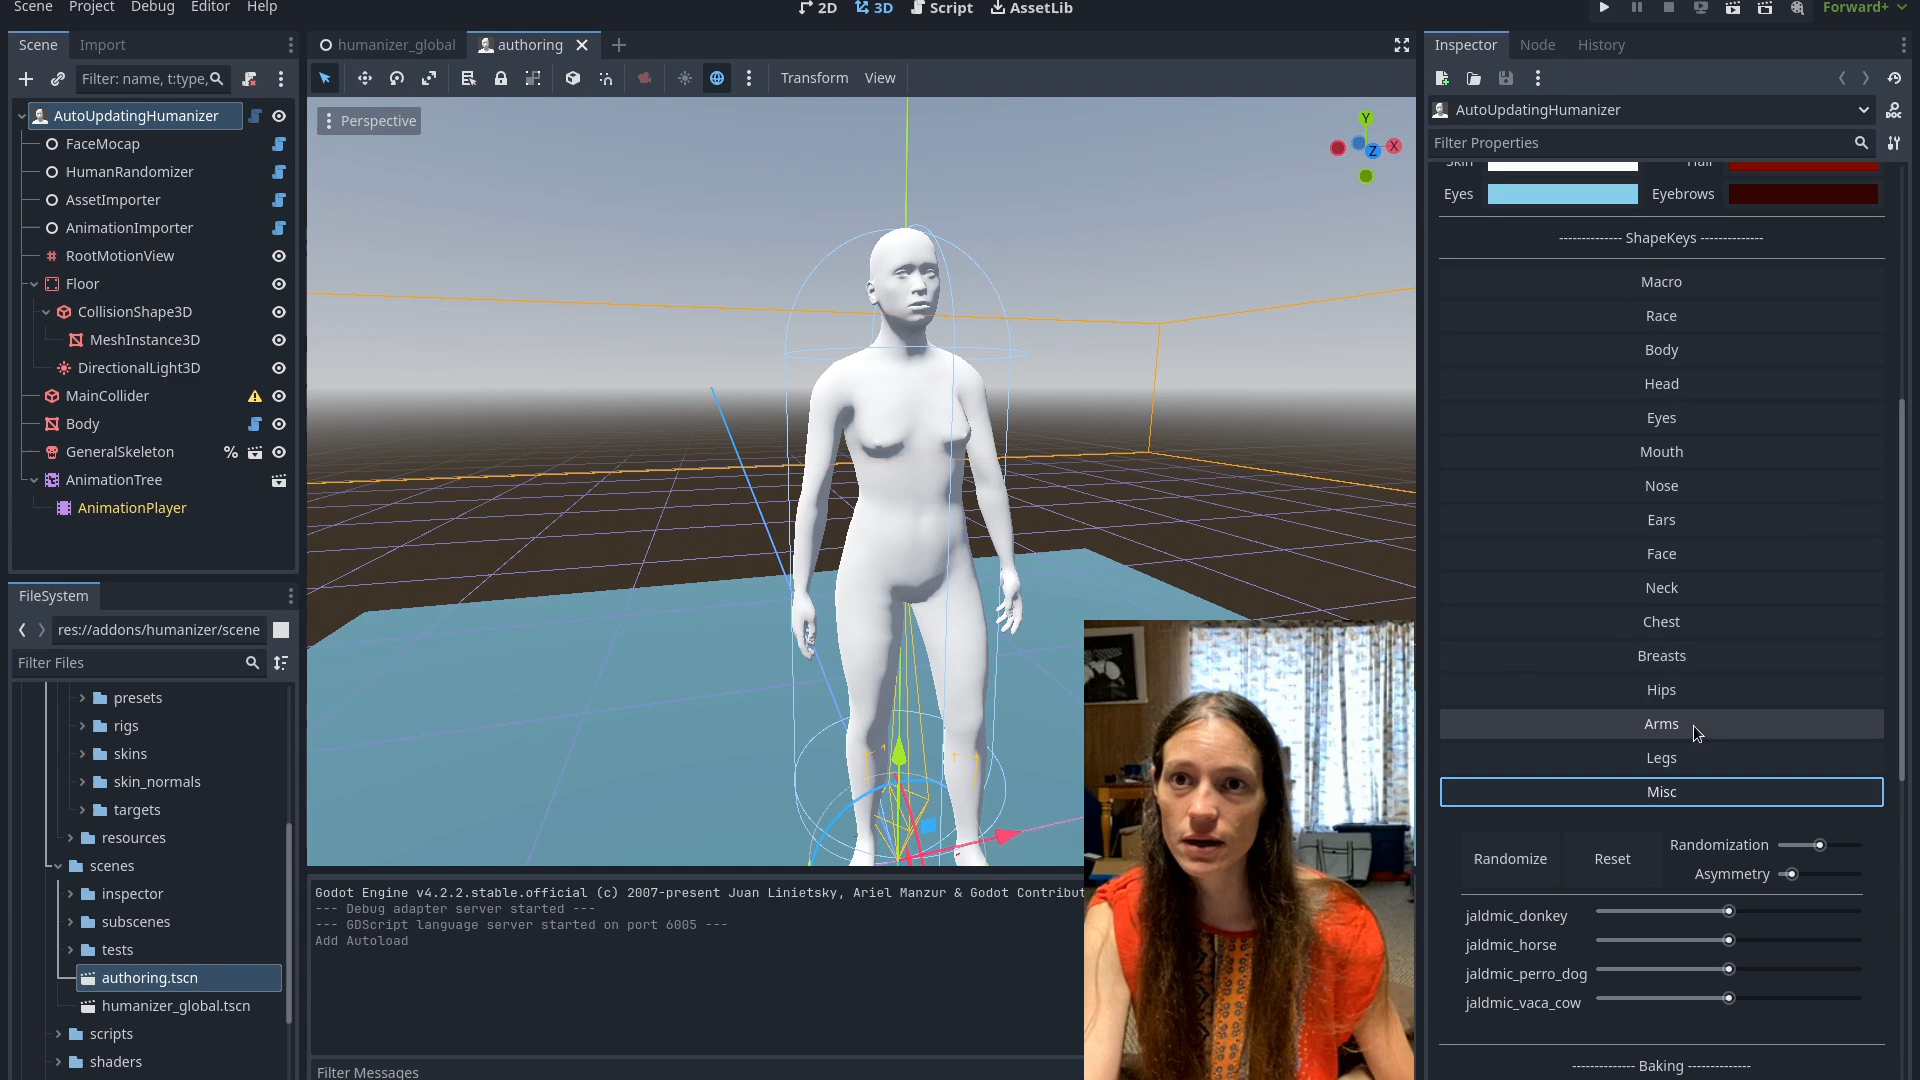 Scene Project Debug Editor Help
2D 3D Script AssetLib
Forward+
Scene Import
Filter: name, t:type,
AutoUpdatingHumanizer
FaceMocap
HumanRandomizer
AssetImporter
AnimationImporter
RootMotionView
Floor
CollisionShape3D
MeshInstance3D
DirectionalLight3D
MainCollider
Body
GeneralSkeleton %
AnimationTree
AnimationPlayer
FileSystem
res://addons/humanizer/scene
Filter Files
presets
rigs
skins
skin_normals
targets
resources
scenes
inspector
subscenes
tests
authoring.tscn
humanizer_global.tscn
scripts
shaders
humanizer_global authoring
Transform View
Perspective
Y
Z
X
Godot Engine v4.2.2.stable.official (c) 2007-present Juan Linietsky, Ariel Manzur & Godot Contribut
--- Debug adapter server started ---
--- GDScript language server started on port 6005 ---
Add Autoload
Filter Messages
Inspector Node History
AutoUpdatingHumanizer
DOC
Filter Properties
Skin Hair
Eyes Eyebrows
-------------- ShapeKeys --------------
Macro
Race
Body
Head
Eyes
Mouth
Nose
Ears
Face
Neck
Chest
Breasts
Hips
Arms
Legs
Misc
Randomize Reset Randomization
Asymmetry
jaldmic_donkey
jaldmic_horse
jaldmic_perro_dog
jaldmic_vaca_cow
-------------- Baking --------------